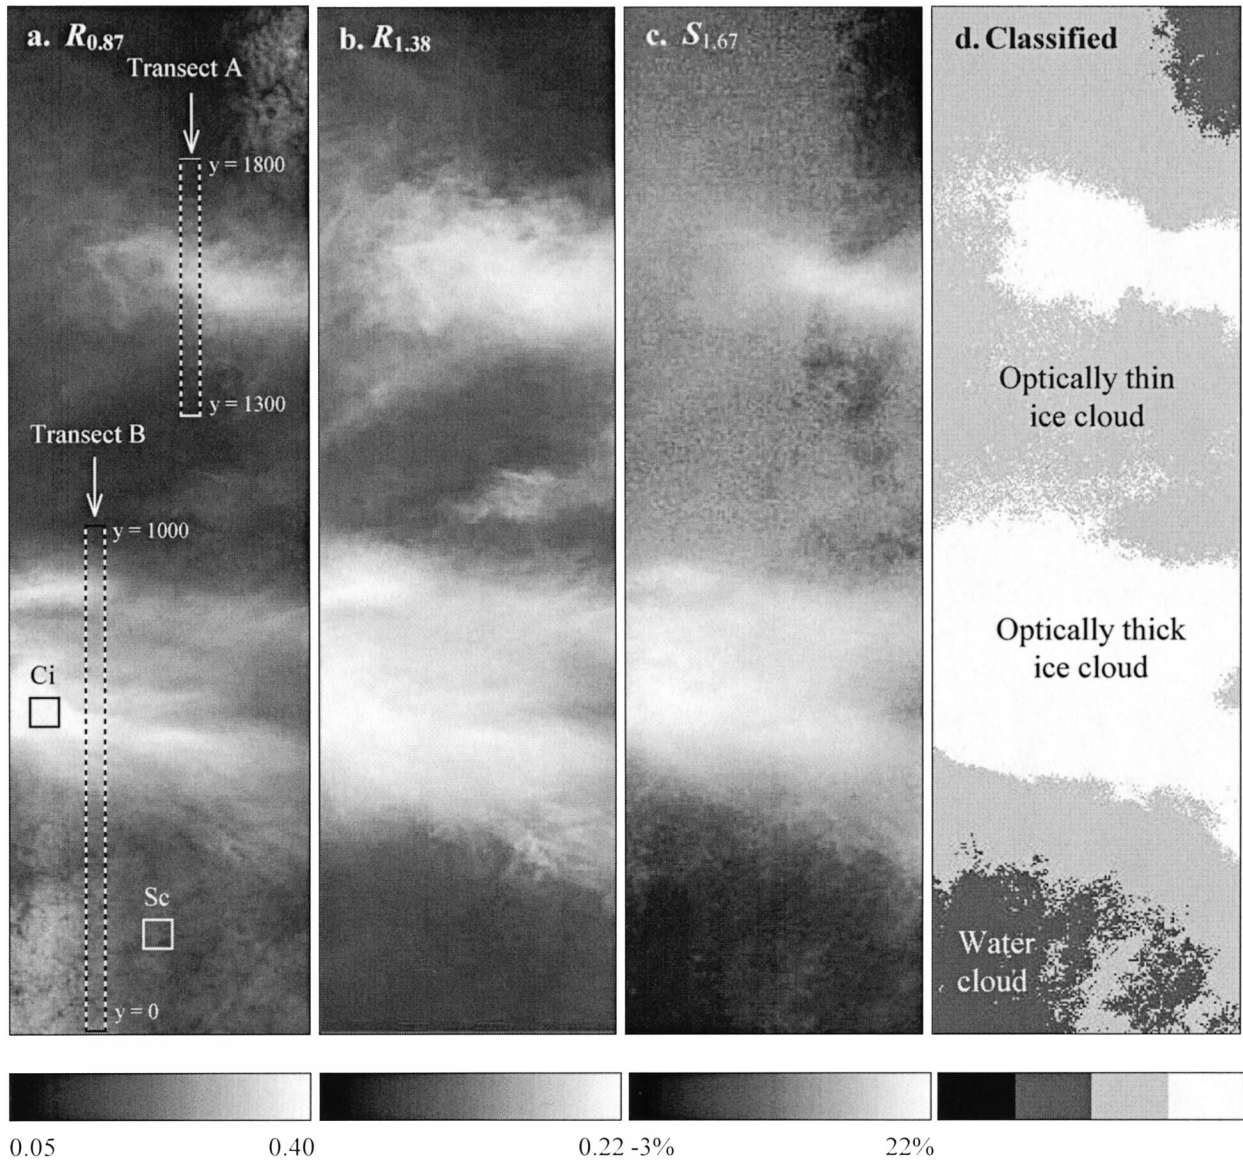 a. R0.87
b. R1.38
c. S1.67
d. Classified
Transect A
y = 1800
y = 1300
Transect B
y = 1000
Ci
Sc
y = 0
Optically thin
ice cloud
Optically thick
ice cloud
Water
cloud
0.05
0.40
0.22
-3%
22%